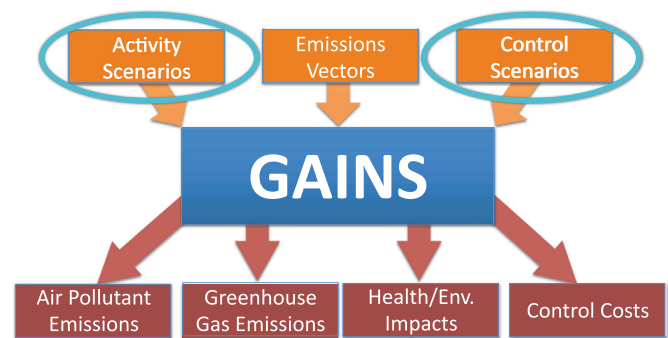 Activity
Scenarios
Emissions
Vectors
Control
Scenarios
GAINS
Air Pollutant
Emissions
Greenhouse
Gas Emissions
Health/Env.
Impacts
Control Costs